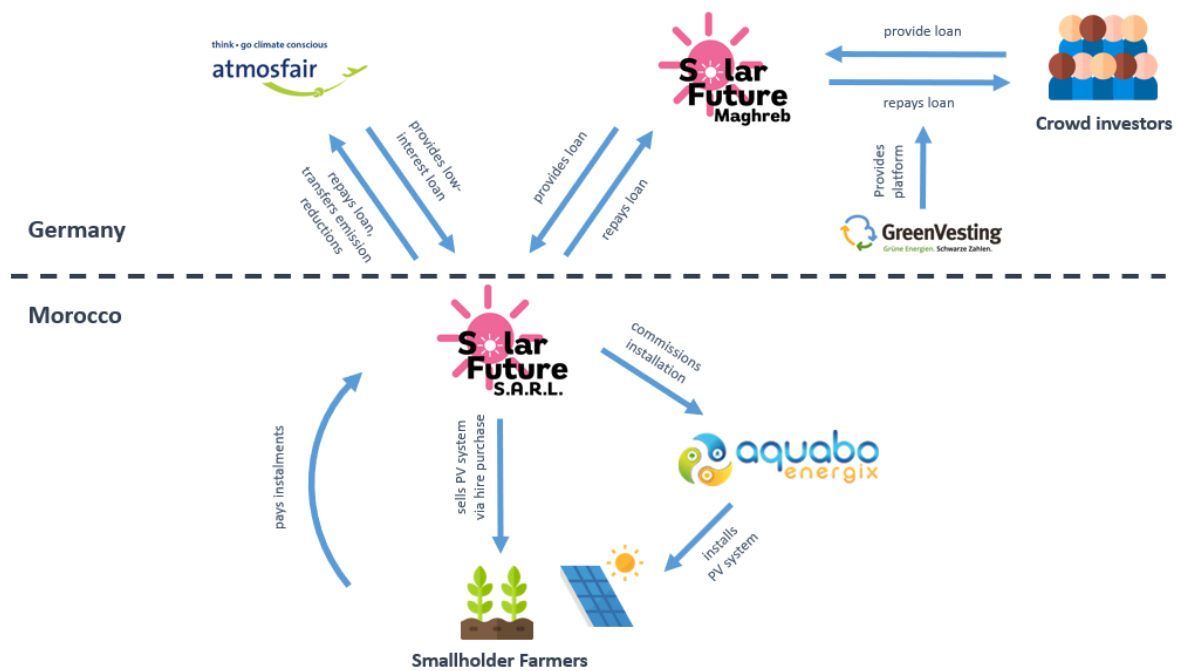 think • go climate conscious
atmosfair
Solar
Future
Maghreb
provide loan
repays loan
Crowd investors
provides low-
interest loan
repays loan,
transfers emission
reductions
provides loan
repays loan
Provides
platform
GreenVesting
Grüne Energien. Schwarze Zahlen.
Germany
Morocco
Solar
Future
S.A.R.L.
commissions
installation
aquabo
energix
pays instalments
sells PV system
via hire purchase
installs
PV system
Smallholder Farmers